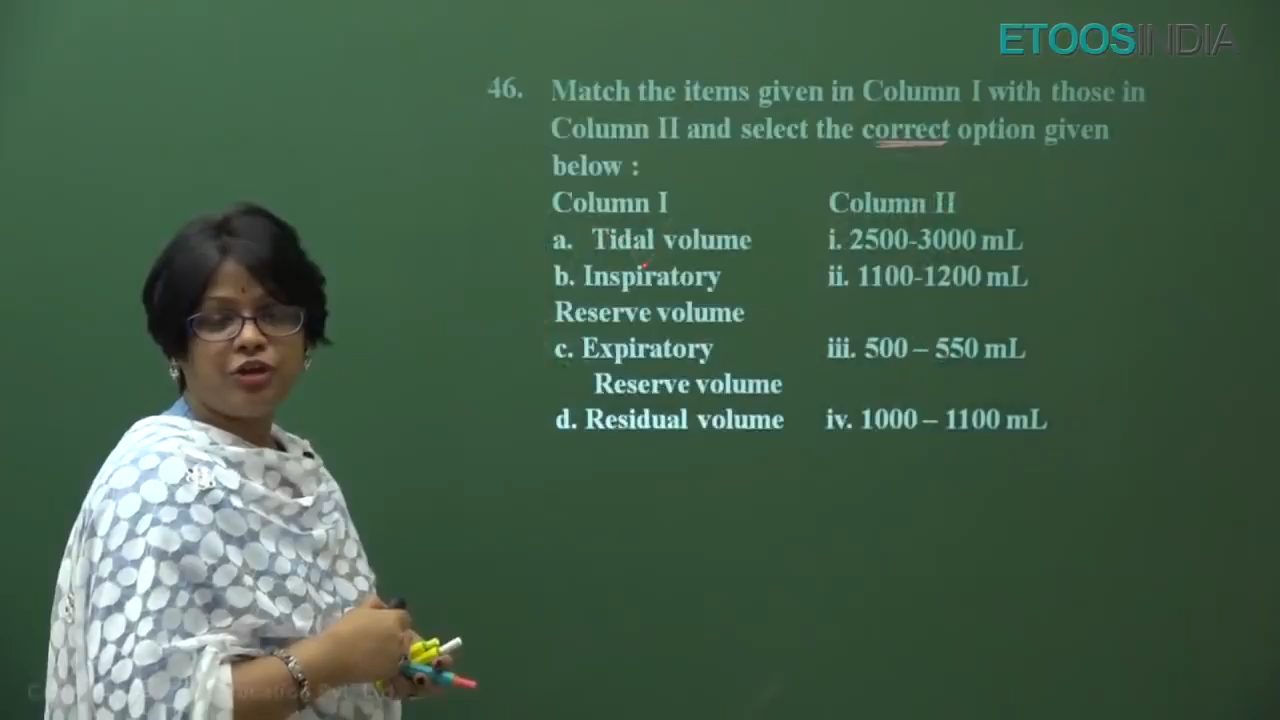 ETOOSINDIA
46. Match the items given in Column I with those in
Column II and select the correct option given
below :
Column I Column II
a. Tidal volume i. 2500-3000 mL
b. Inspiratory ii. 1100-1200 mL
Reserve volume
c. Expiratory iii. 500 – 550 mL
Reserve volume
d. Residual volume iv. 1000 – 1100 mL